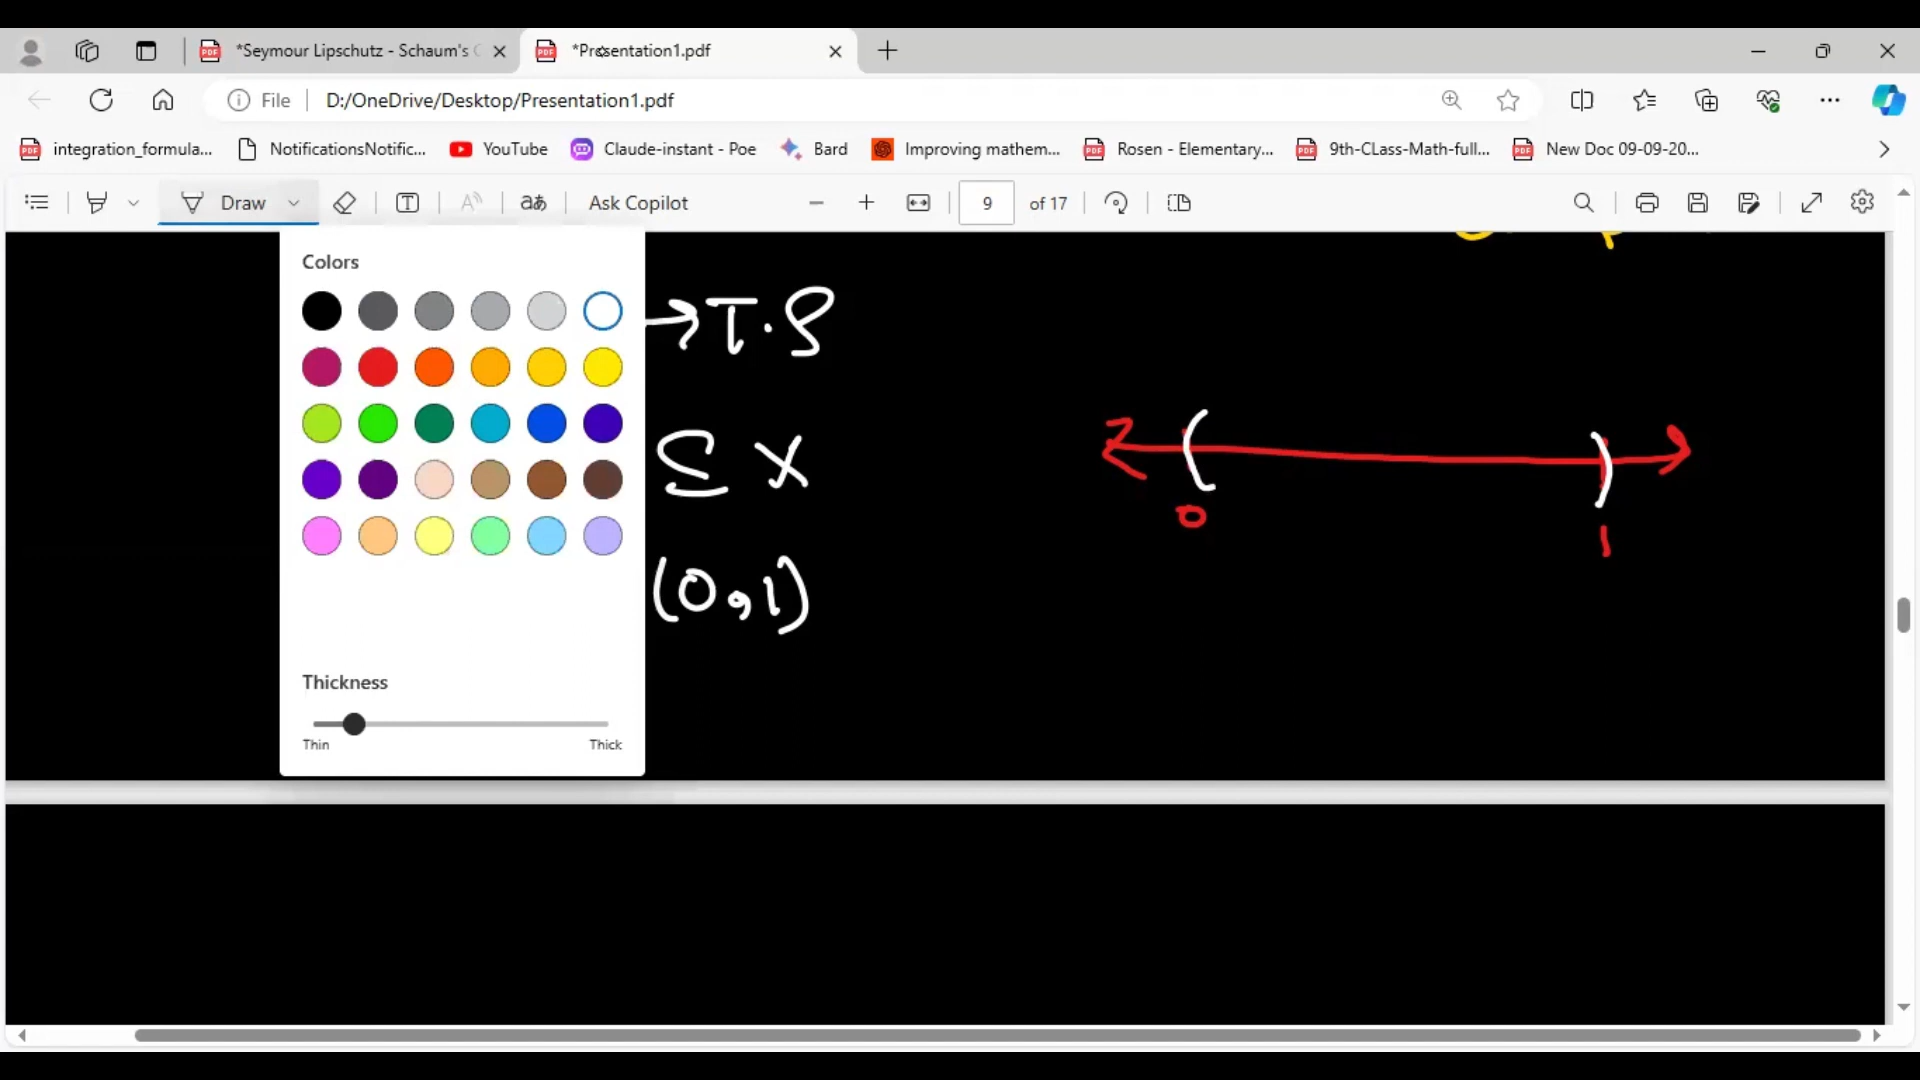 *Seymour Lipschutz - Schaum's
*Presentation1.pdf
File D:/OneDrive/Desktop/Presentation1.pdf
integration_formula... NotificationsNotific... YouTube Claude-instant - Poe Bard Improving mathem... Rosen - Elementary... 9th-CLass-Math-full... New Doc 09-09-20...
Draw Ask Copilot 9 of 17
Colors
→ T.S
⊆ X
(0,1)
0 1
Thickness
Thin Thick